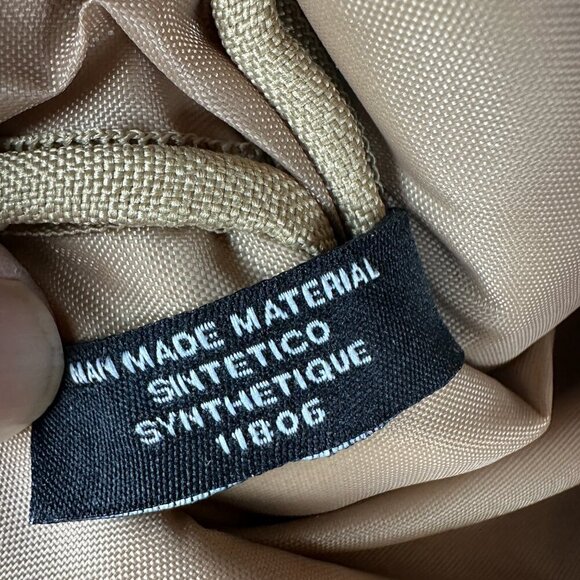 MAN MADE MATERIAL
SINTETICO
SYNTHETIQUE
11806